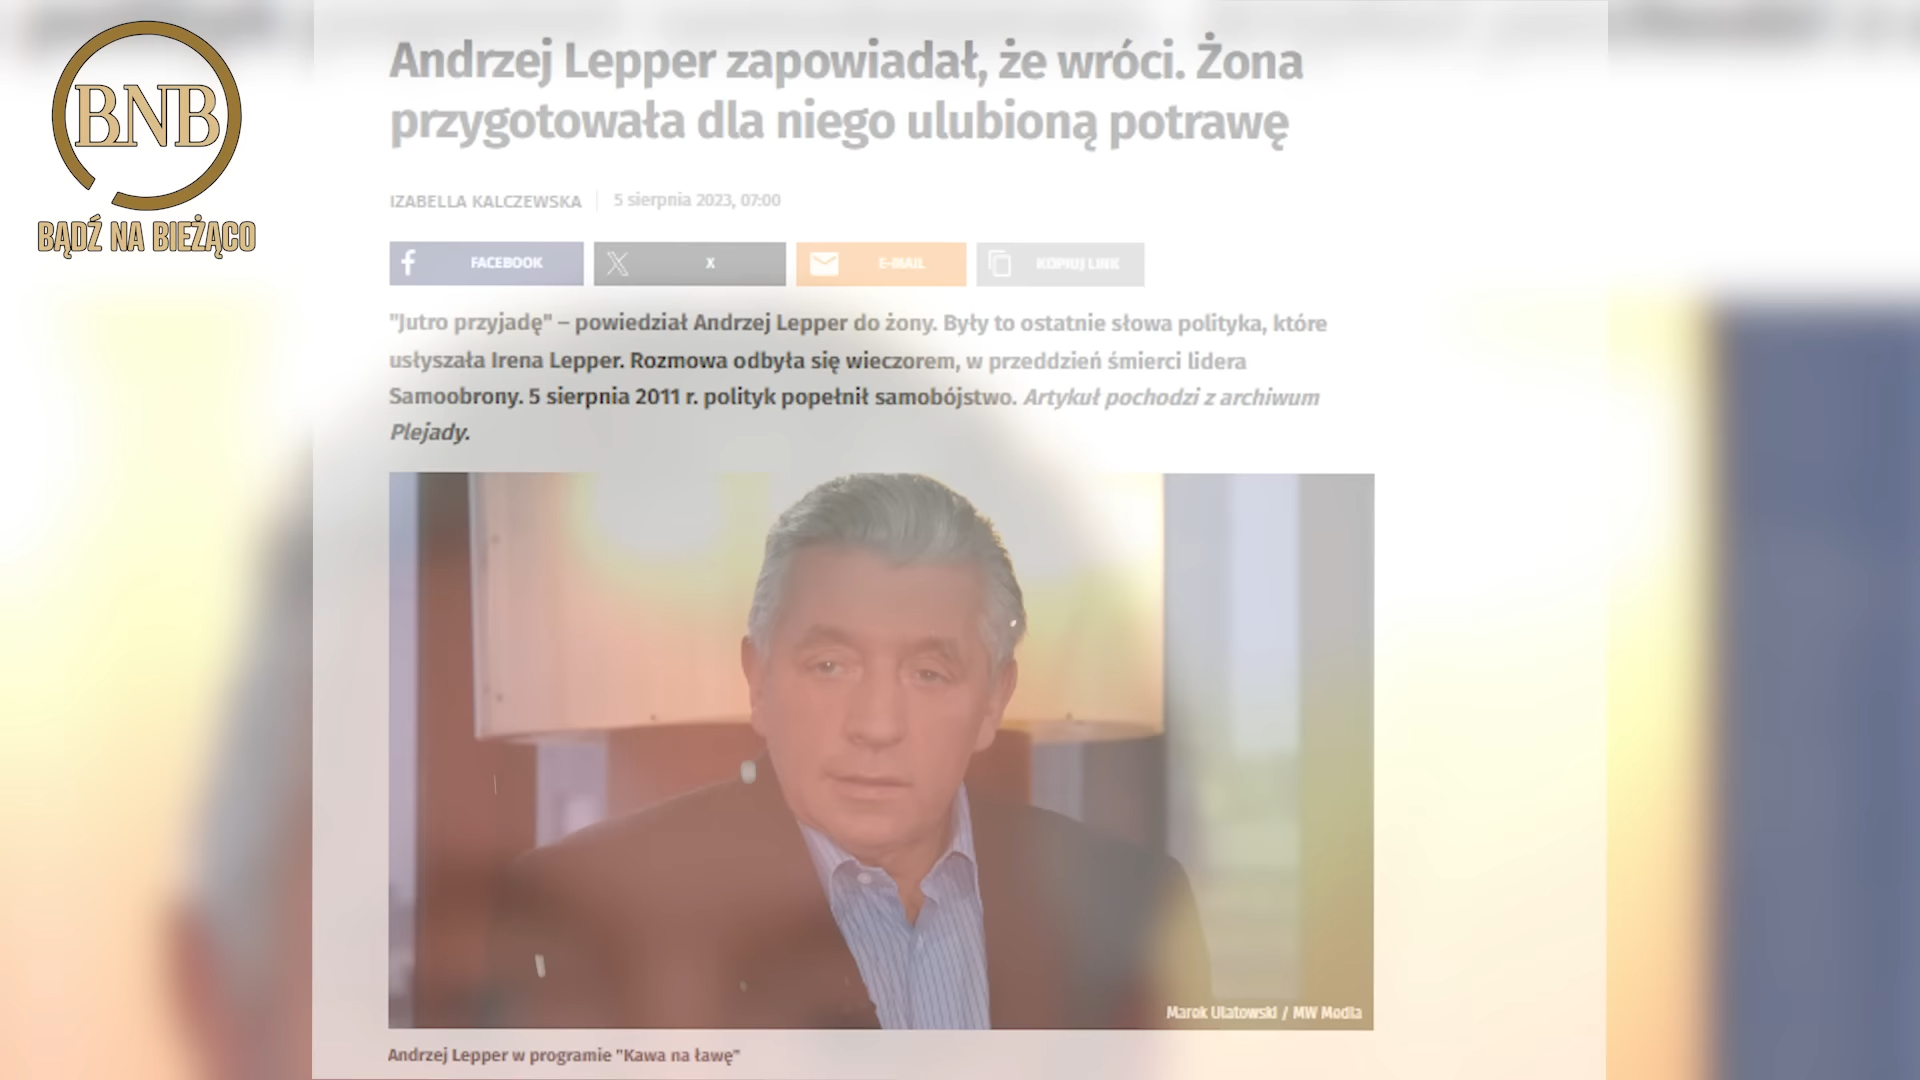 BNB
BĄDŹ NA BIEŻĄCO
Andrzej Lepper zapowiadał, że wróci. Żona
przygotowała dla niego ulubioną potrawę
IZABELLA KALCZEWSKA
5 sierpnia 2023, 07:00
FACEBOOK
X
E-MAIL
KOPIUJ LINK
"Jutro przyjadę" – powiedział Andrzej Lepper do żony. Były to ostatnie słowa polityka, które
usłyszała Irena Lepper. Rozmowa odbyła się wieczorem, w przeddzień śmierci lidera
Samoobrony. 5 sierpnia 2011 r. polityk popełnił samobójstwo. Artykuł pochodzi z archiwum
Plejady.
Marek Ulatowski / MW Media
Andrzej Lepper w programie "Kawa na ławę"